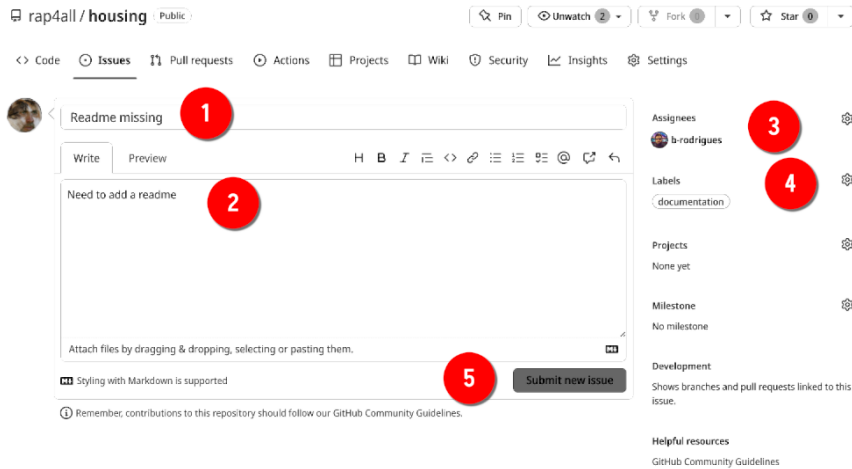 rap4all / housing Public
Pin Unwatch 2 Fork 0 Star 0
<> Code Issues Pull requests Actions Projects Wiki Security Insights Settings
Readme missing
1
Write Preview
H B I
Need to add a readme
2
Attach files by dragging & dropping, selecting or pasting them.
Styling with Markdown is supported
5
Submit new issue
Remember, contributions to this repository should follow our GitHub Community Guidelines.
Assignees
3
b-rodrigues
Labels
4
documentation
Projects
None yet
Milestone
No milestone
Development
Shows branches and pull requests linked to this
issue.
Helpful resources
GitHub Community Guidelines